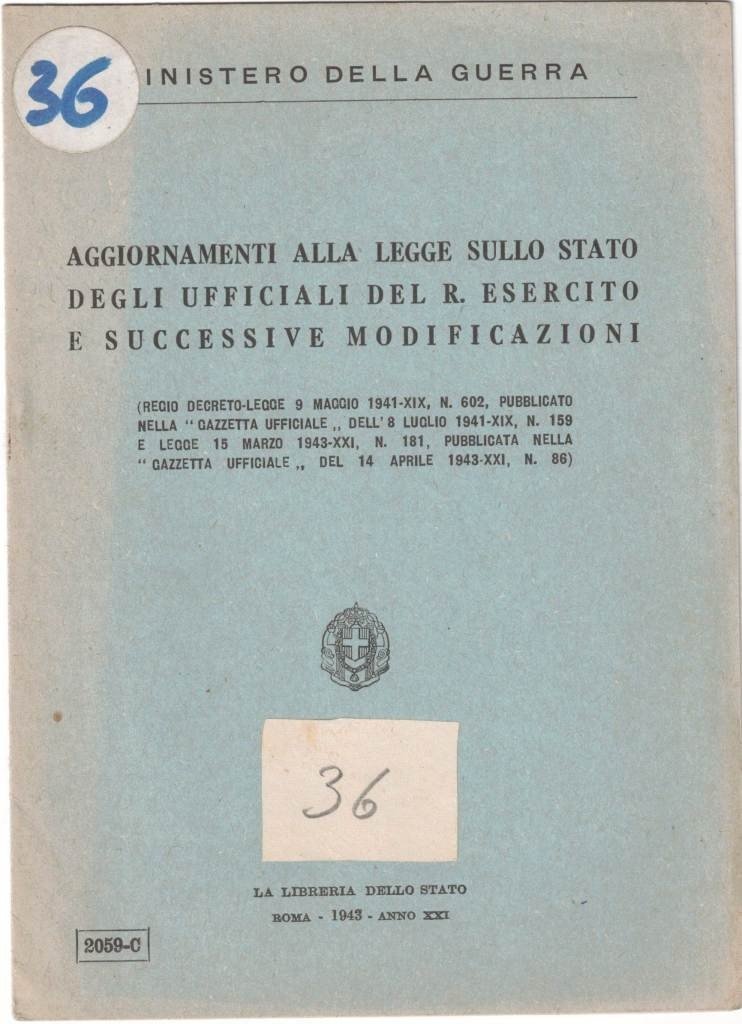 36
INISTERO DELLA GUERRA
AGGIORNAMENTI ALLA LEGGE SULLO STATO
DEGLI UFFICIALI DEL R. ESERCITO
E SUCCESSIVE MODIFICAZIONI
(REGIO DECRETO-LEGGE 9 MAGGIO 1941-XIX, N. 602, PUBBLICATO
NELLA “ GAZZETTA UFFICIALE „ DELL'8 LUGLIO 1941-XIX, N. 159
E LEGGE 15 MARZO 1943-XXI, N. 181, PUBBLICATA NELLA
“ GAZZETTA UFFICIALE „ DEL 14 APRILE 1943-XXI, N. 86)
36
LA LIBRERIA DELLO STATO
ROMA - 1943 - ANNO XXI
2059-C